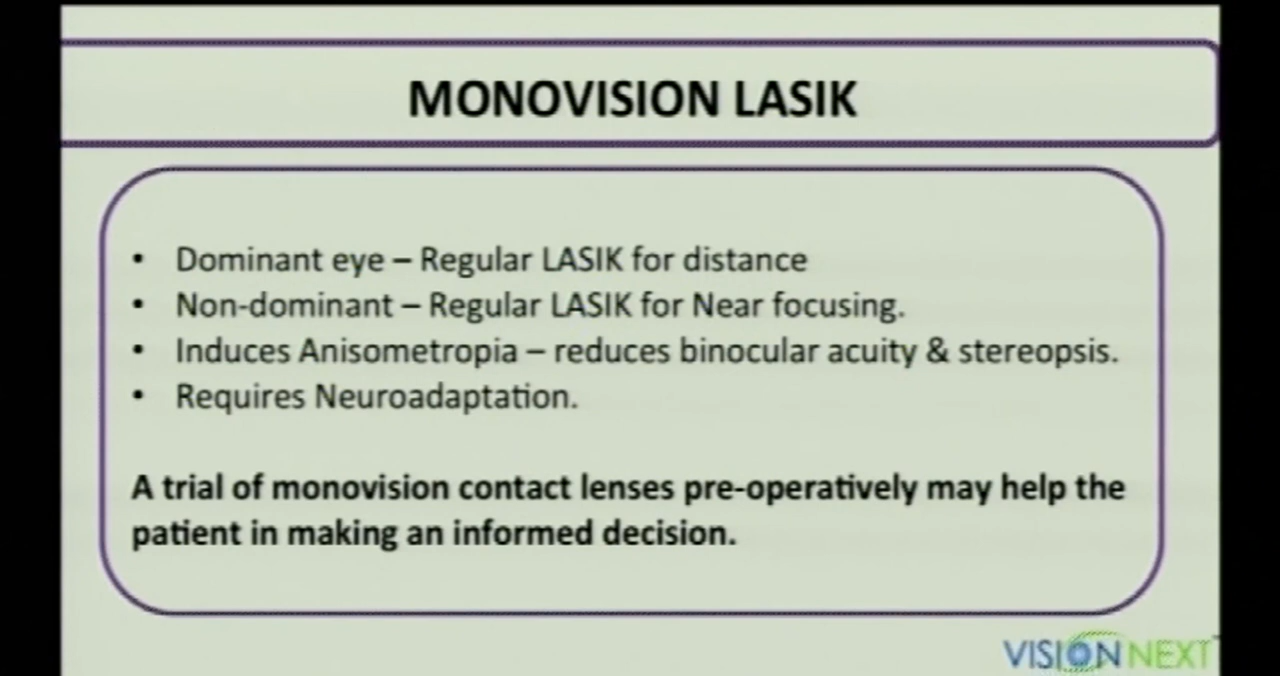 MONOVISION LASIK
• Dominant eye – Regular LASIK for distance
• Non-dominant – Regular LASIK for Near focusing.
• Induces Anisometropia – reduces binocular acuity & stereopsis.
• Requires Neuroadaptation.
A trial of monovision contact lenses pre-operatively may help the
patient in making an informed decision.
VISION NEXT